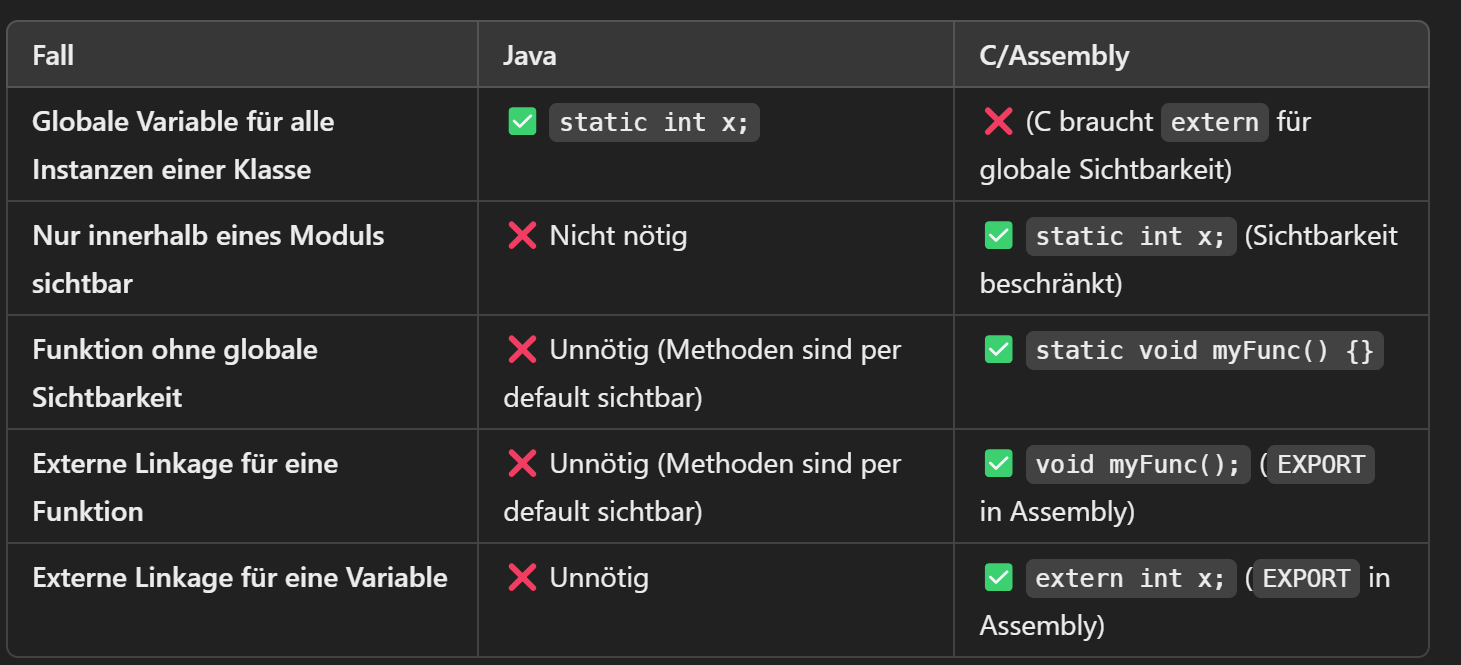 Fall Java C/Assembly
Globale Variable für alle ✅ static int x; ❌ (C braucht extern für
Instanzen einer Klasse globale Sichtbarkeit)
Nur innerhalb eines Moduls ❌ Nicht nötig ✅ static int x; (Sichtbarkeit
sichtbar beschränkt)
Funktion ohne globale ❌ Unnötig (Methoden sind per ✅ static void myFunc() {}
Sichtbarkeit default sichtbar)
Externe Linkage für eine ❌ Unnötig (Methoden sind per ✅ void myFunc(); (EXPORT
Funktion default sichtbar) in Assembly)
Externe Linkage für eine Variable ❌ Unnötig ✅ extern int x; (EXPORT in
Assembly)